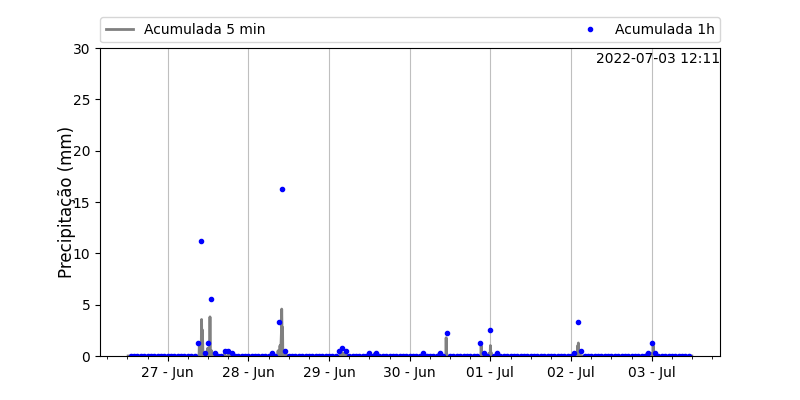 Acumulada 5 min
Acumulada 1h
2022-07-03 12:11
Precipitação (mm)
30
25
20
15
10
5
0
27 - Jun
28 - Jun
29 - Jun
30 - Jun
01 - Jul
02 - Jul
03 - Jul